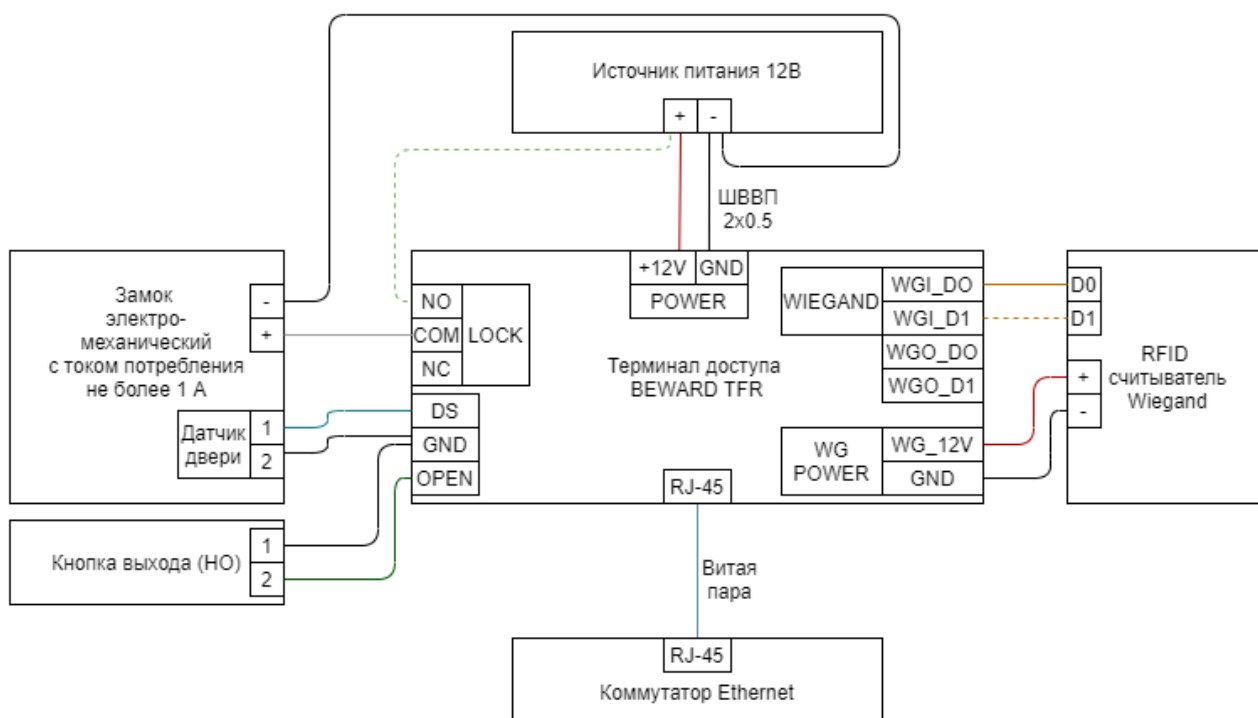 Источник питания 12В
+
-
ШВВП
2x0.5
Замок
электро-
механический
с током потребления
не более 1 А
-
+
Датчик
двери
1
2
Кнопка выхода (НО)
1
2
NO
COM
NC
LOCK
DS
GND
OPEN
+12V
GND
POWER
Терминал доступа
BEWARD TFR
RJ-45
WIEGAND
WGI_DO
WGI_D1
WGO_DO
WGO_D1
WG
POWER
WG_12V
GND
D0
D1
+
-
RFID
считыватель
Wiegand
Витая
пара
RJ-45
Коммутатор Ethernet